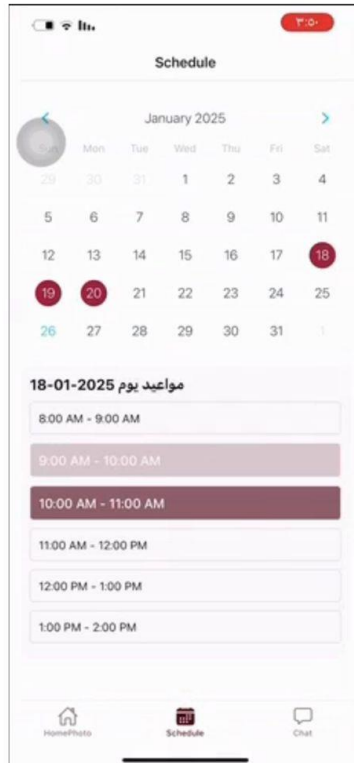 ٣:٥٠
Schedule
January 2025
Sun Mon Tue Wed Thu Fri Sat
29 30 31 1 2 3 4
5 6 7 8 9 10 11
12 13 14 15 16 17 18
19 20 21 22 23 24 25
26 27 28 29 30 31 1
مواعيد يوم 2025-01-18
8:00 AM - 9:00 AM
9:00 AM - 10:00 AM
10:00 AM - 11:00 AM
11:00 AM - 12:00 PM
12:00 PM - 1:00 PM
1:00 PM - 2:00 PM
HomePhoto Schedule Chat